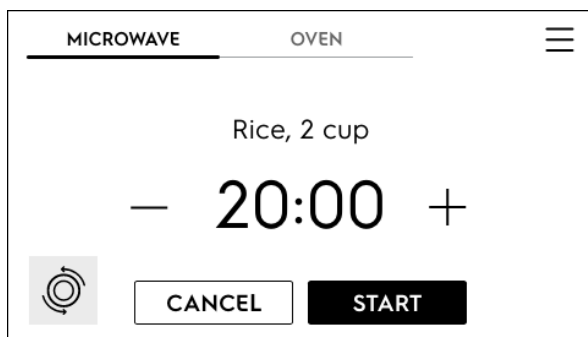 MICROWAVE OVEN
Rice, 2 cup
— 20:00 +
CANCEL START